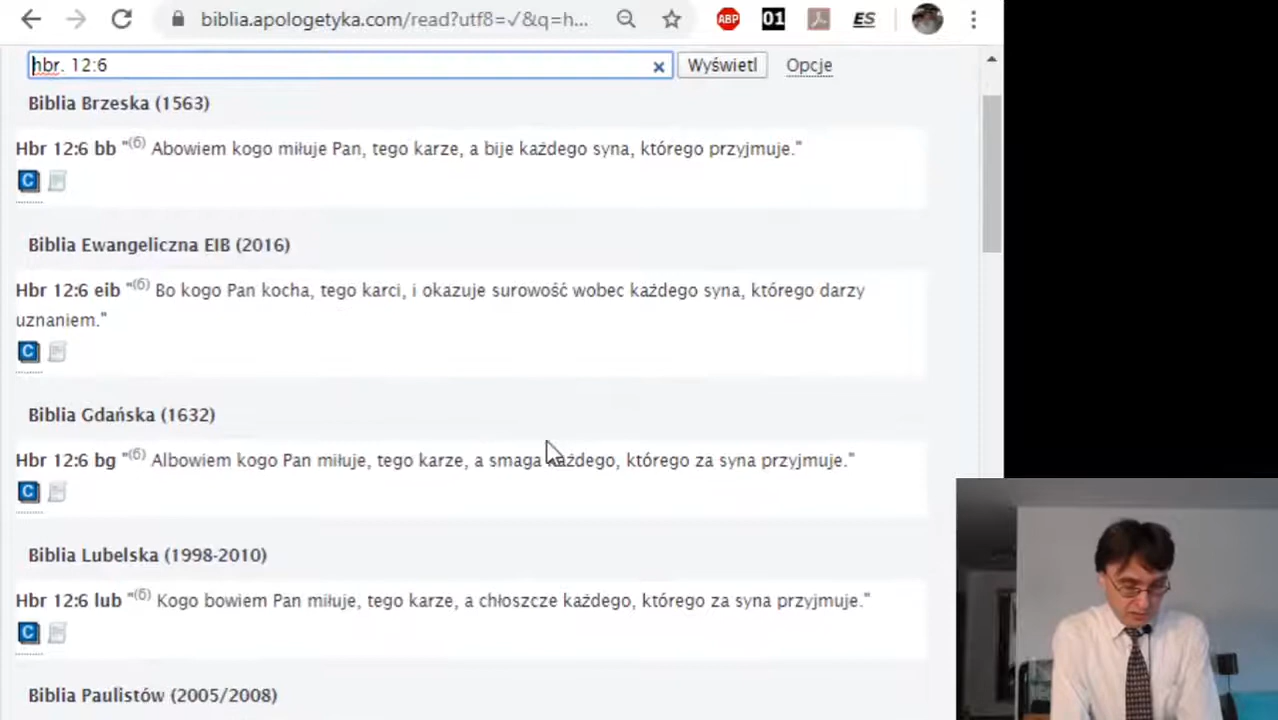 biblia.apologetyka.com/read?utf8=✓&q=h...
ABP
01
ES
hbr. 12:6
×
Wyświetl
Opcje
Biblia Brzeska (1563)
Hbr 12:6 bb "(6) Abowiem kogo miłuje Pan, tego karze, a bije każdego syna, którego przyjmuje."
C
Biblia Ewangeliczna EIB (2016)
Hbr 12:6 eib "(6) Bo kogo Pan kocha, tego karci, i okazuje surowość wobec każdego syna, którego darzy
uznaniem."
C
Biblia Gdańska (1632)
Hbr 12:6 bg "(6) Albowiem kogo Pan miłuje, tego karze, a smaga każdego, którego za syna przyjmuje."
C
Biblia Lubelska (1998-2010)
Hbr 12:6 lub "(6) Kogo bowiem Pan miłuje, tego karze, a chłoszcze każdego, którego za syna przyjmuje."
C
Biblia Paulistów (2005/2008)